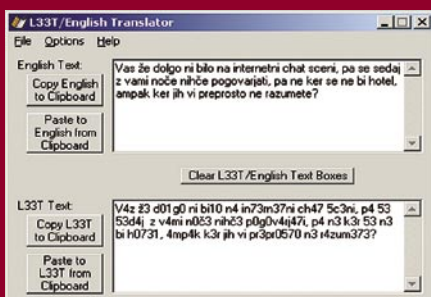 L33T/English Translator
File Options Help
English Text:
Copy English
to Clipboard
Paste to
English from
Clipboard
Vas že dolgo ni bilo na internetni chat sceni, pa se sedaj
z vami noče nihče pogovarjati, pa ne ker se ne bi hotel,
ampak ker jih vi preprosto ne razumete?
Clear L33T/English Text Boxes
L33T Text:
Copy L33T
to Clipboard
Paste to
L33T from
Clipboard
V4z ž3 d01g0 ni bi10 n4 in73m37ni ch47 5c3ni, p4 53
53d4j z v4mi n0č3 nihč3 p0g0v4rj47i, p4 n3 k3r 53 n3
bi h0731, 4mp4k k3r jih vi pr3pr0570 n3 r4zum373?